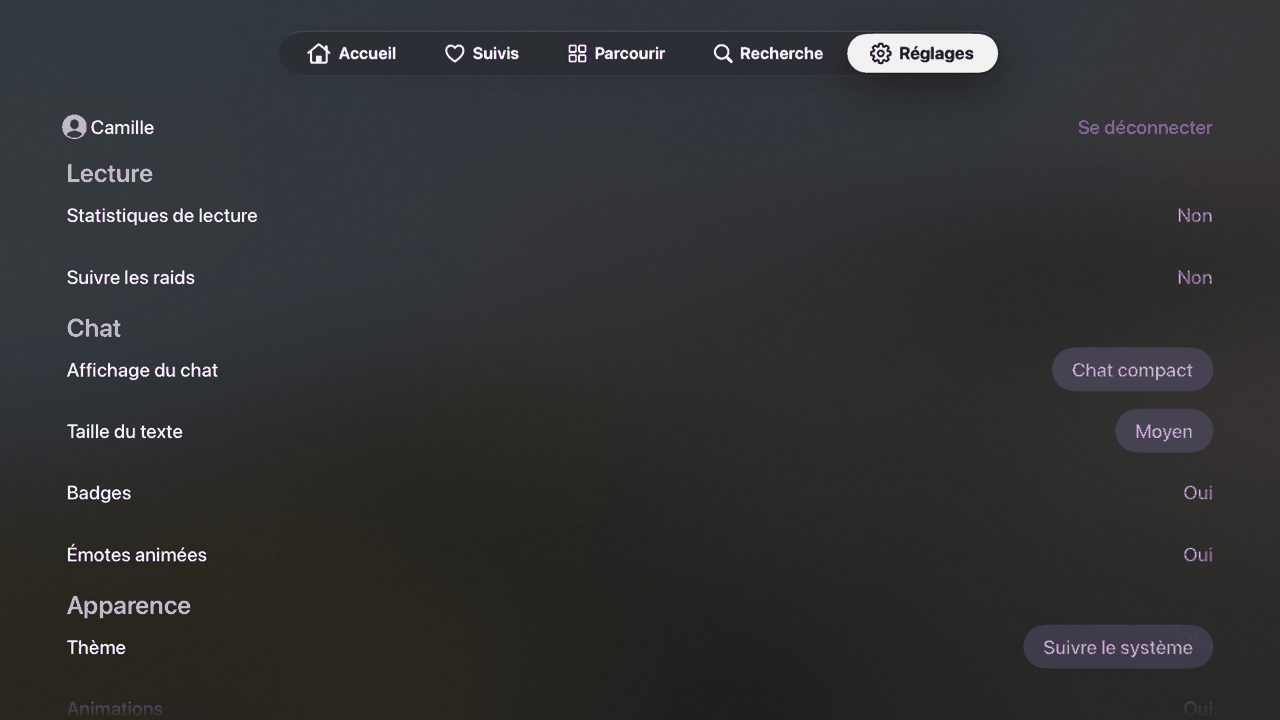 Accueil Suivis Parcourir Recherche Réglages
Camille Se déconnecter
Lecture
Statistiques de lecture Non
Suivre les raids Non
Chat
Affichage du chat Chat compact
Taille du texte Moyen
Badges Oui
Émotes animées Oui
Apparence
Thème Suivre le système
Animations Oui